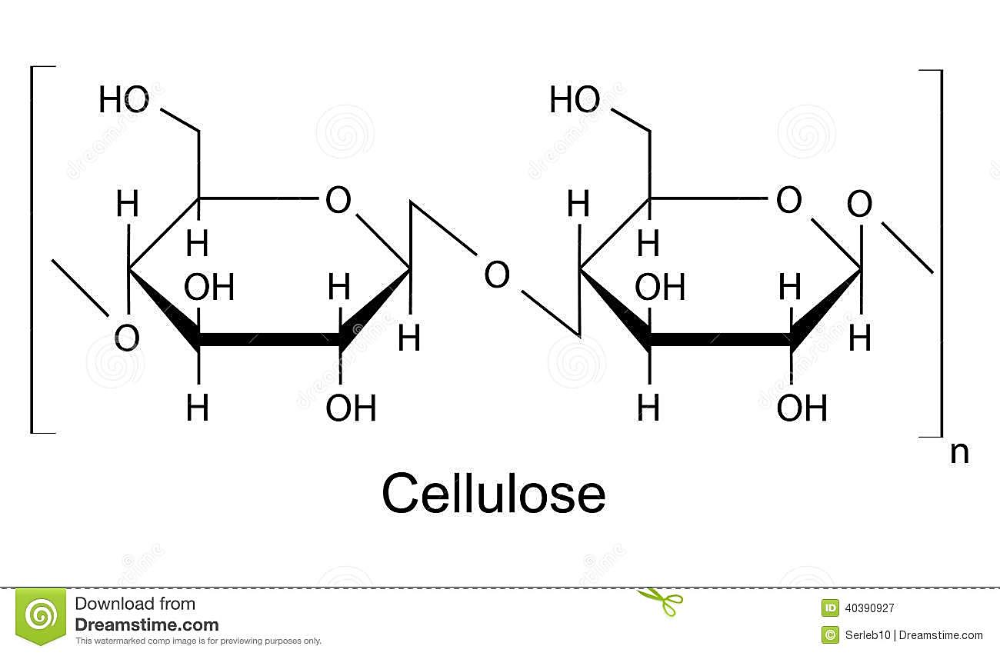 HO HO
O O
H H O
H H
OH H OH H
O
O H H
H OH H OH
n
Cellulose
dreamstime
Download from
Dreamstime.com
This watermarked comp image is for previewing purposes only.
ID 40390927
© Serleb10 | Dreamstime.com